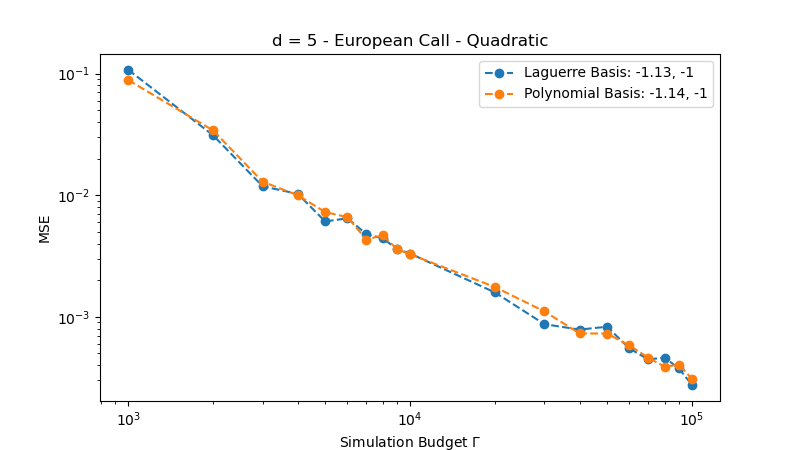 d = 5 - European Call - Quadratic
Laguerre Basis: -1.13, -1
Polynomial Basis: -1.14, -1
MSE
10⁻¹
10⁻²
10⁻³
10³ 10⁴ 10⁵
Simulation Budget Γ